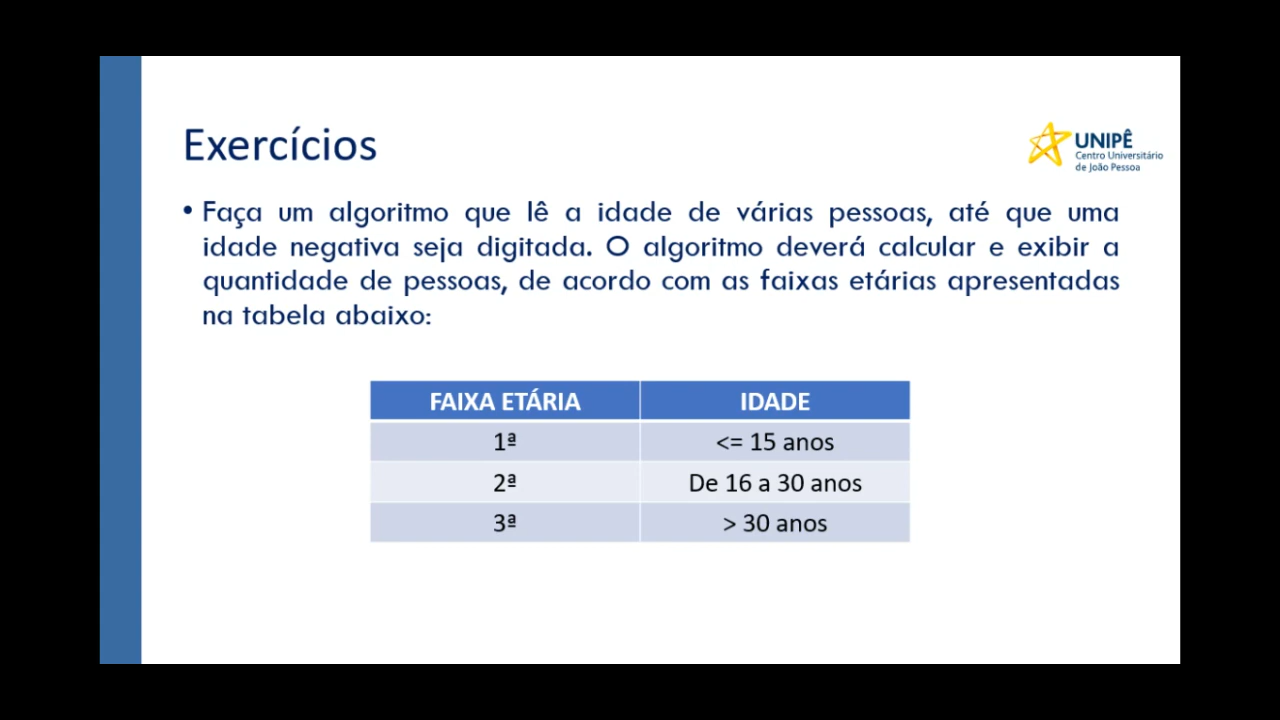 Exercícios
UNIPÊ
Centro Universitário
de João Pessoa
• Faça um algoritmo que lê a idade de várias pessoas, até que uma
idade negativa seja digitada. O algoritmo deverá calcular e exibir a
quantidade de pessoas, de acordo com as faixas etárias apresentadas
na tabela abaixo:
FAIXA ETÁRIA IDADE
1ª <= 15 anos
2ª De 16 a 30 anos
3ª > 30 anos